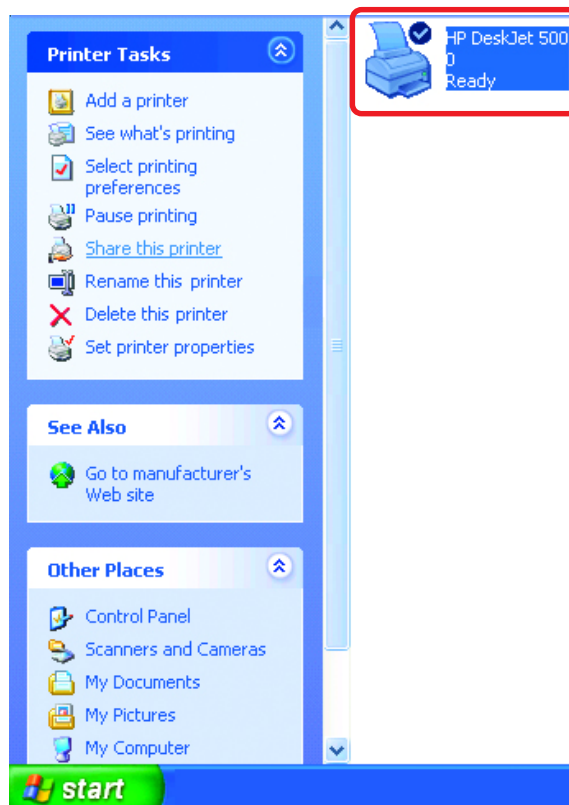 Printer Tasks
Add a printer
See what's printing
Select printing
preferences
Pause printing
Share this printer
Rename this printer
Delete this printer
Set printer properties
See Also
Go to manufacturer's
Web site
Other Places
Control Panel
Scanners and Cameras
My Documents
My Pictures
My Computer
HP DeskJet 500
0
Ready
start